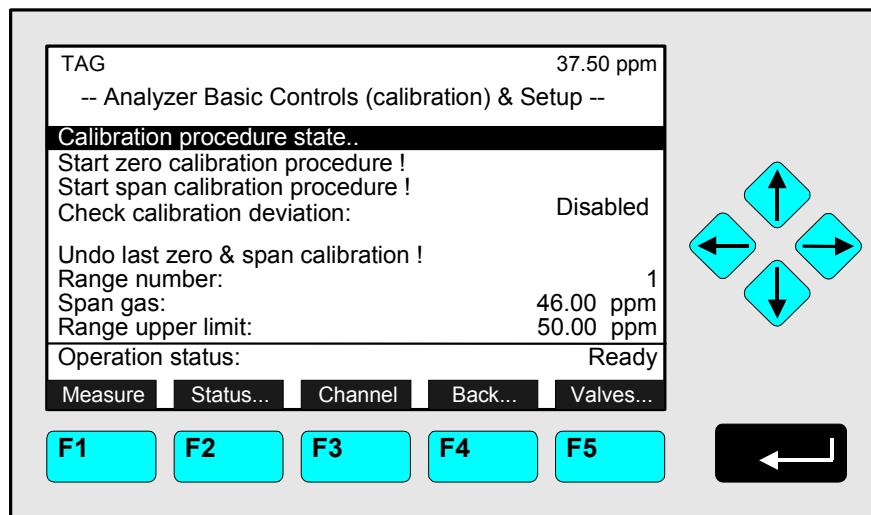 TAG 37.50 ppm
-- Analyzer Basic Controls (calibration) & Setup --
Calibration procedure state..
Start zero calibration procedure !
Start span calibration procedure !
Check calibration deviation: Disabled
Undo last zero & span calibration !
Range number: 1
Span gas: 46.00 ppm
Range upper limit: 50.00 ppm
Operation status: Ready
Measure Status... Channel Back... Valves...
F1 F2 F3 F4 F5